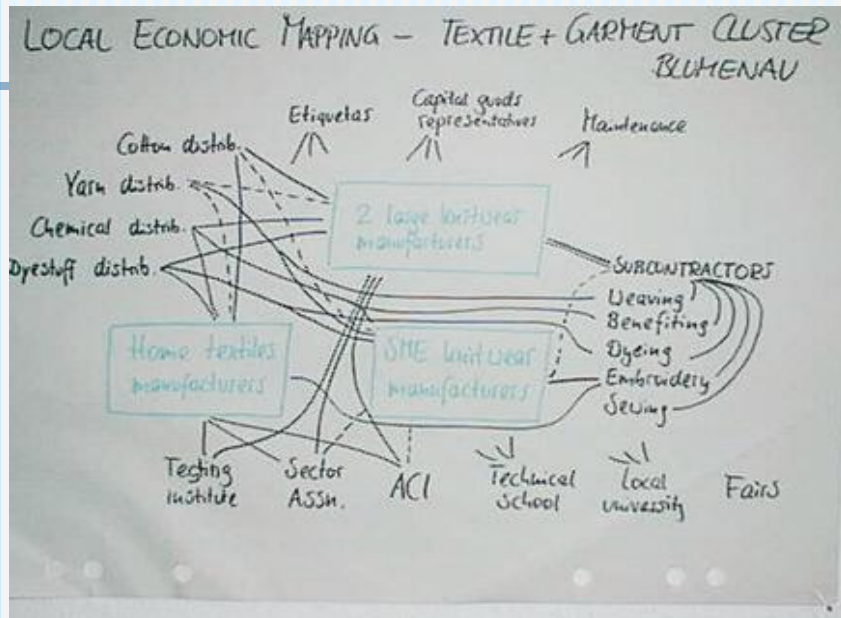 LOCAL ECONOMIC MAPPING – TEXTILE + GARMENT CLUSTER
BLUMENAU
Etiquetas
Capital goods
representatives
Maintenance
Cotton distrib.
Yarn distrib.
Chemical distrib.
Dyestuff distrib.
2 large knitwear
manufacturers
SUBCONTRACTORS
Weaving
Benefiting
Dyeing
Embroidery
Sewing
Home textiles
manufacturers
SME knitwear
manufacturers
Testing
institute
Sector
Assn.
ACI
Technical
school
Local
university
Fairs